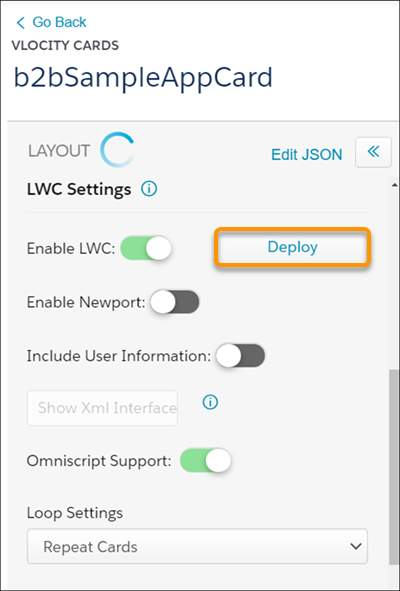 Go Back
VLOCITY CARDS
b2bSampleAppCard
LAYOUT
Edit JSON
LWC Settings
Enable LWC:
Deploy
Enable Newport:
Include User Information:
Show Xml Interface
Omniscript Support:
Loop Settings
Repeat Cards